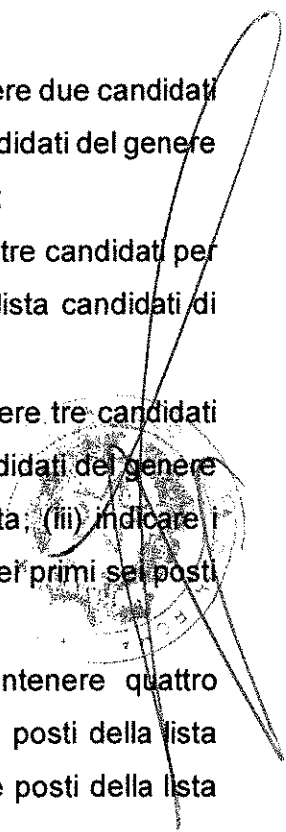 ere due candidati
ndidati del genere
tre candidati per
lista candidati di
ere tre candidati
didati del genere
ta; (iii) indicare i
ei primi sei posti
ntenere quattro
posti della lista
e posti della lista